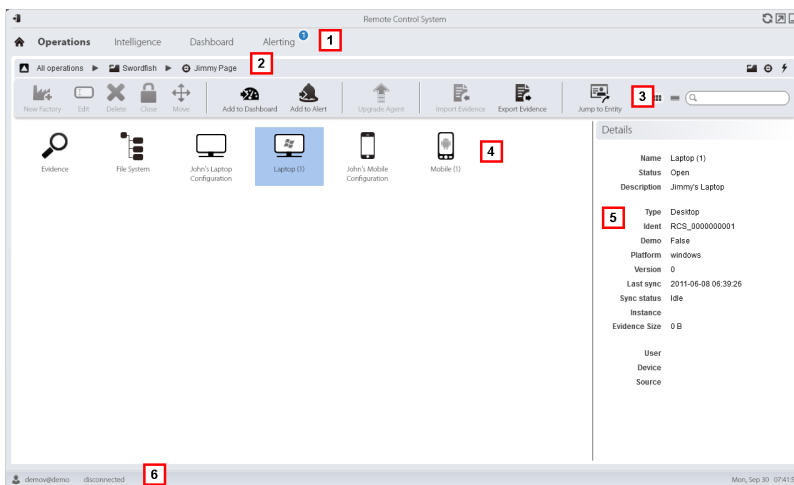 Remote Control System
Operations Intelligence Dashboard Alerting 1 1
All operations Swordfish Jimmy Page 2
New Factory Edit Delete Close Move Add to Dashboard Add to Alert Upgrade Agent Import Evidence Export Evidence Jump to Entity 3
Evidence File System John's Laptop Configuration Laptop (1) John's Mobile Configuration Mobile (1) 4
Details
Name Laptop (1)
Status Open
Description Jimmy's Laptop
5
Type Desktop
Ident RCS_0000000001
Demo False
Platform windows
Version 0
Last sync 2011-06-08 06:39:26
Sync status Idle
Instance
Evidence Size 0 B
User
Device
Source
demov@demo disconnected 6 Mon, Sep 30